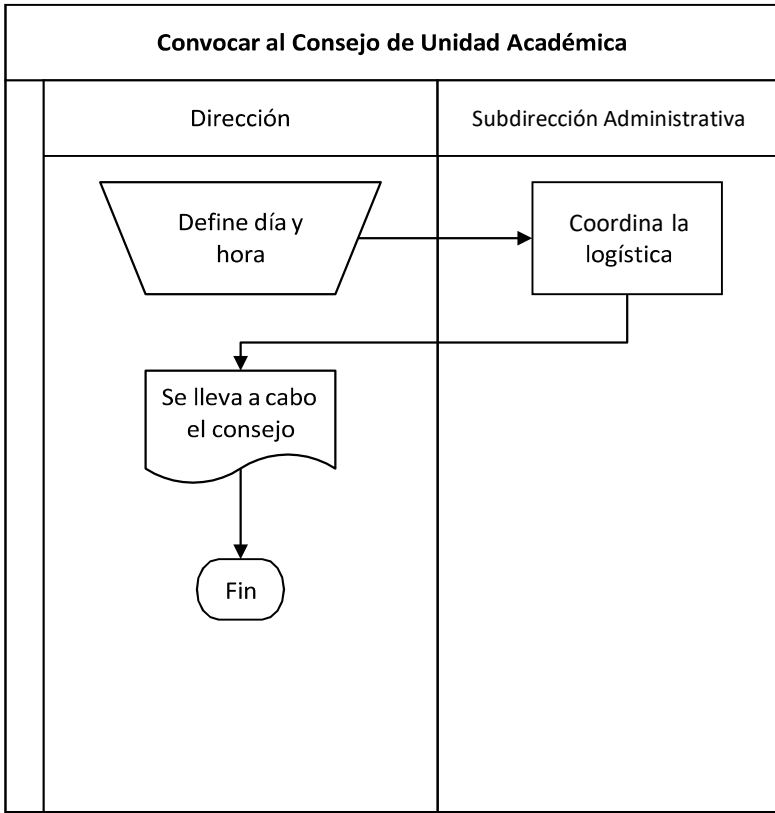 Convocar al Consejo de Unidad Académica
Dirección
Subdirección Administrativa
Define día y
hora
Coordina la
logística
Se lleva a cabo
el consejo
Fin